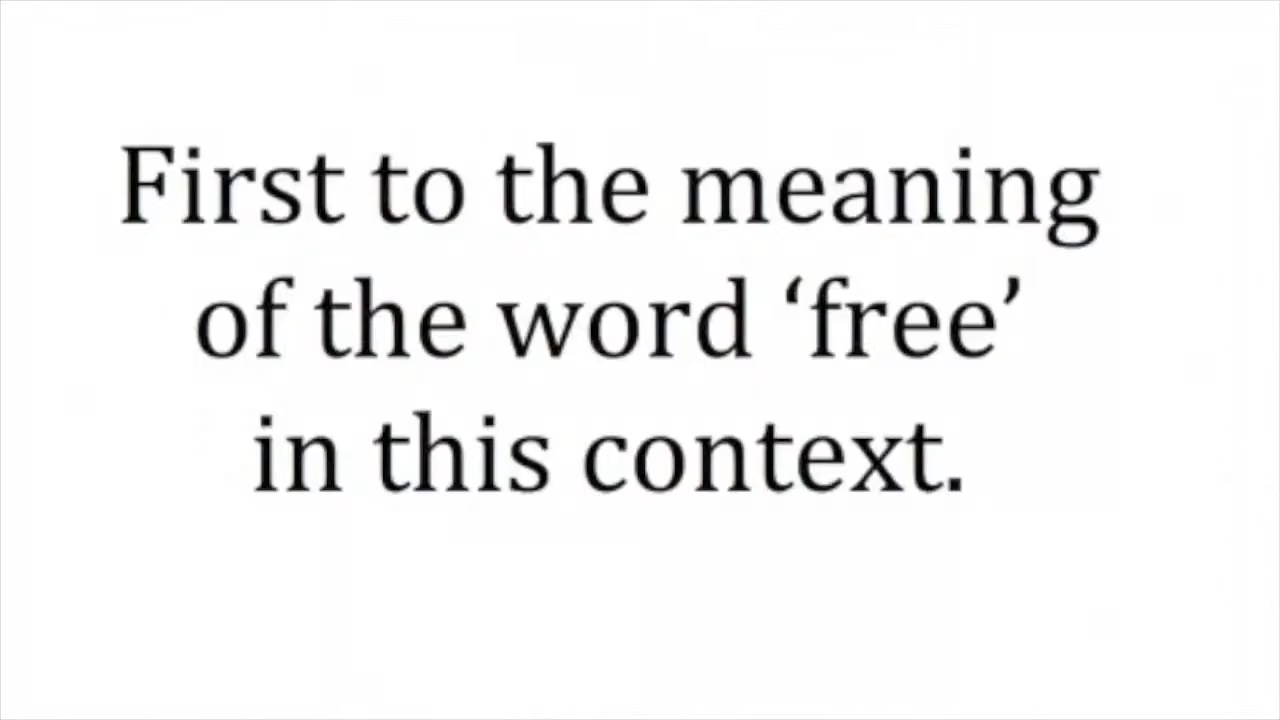 First to the meaning
of the word ‘free’
in this context.